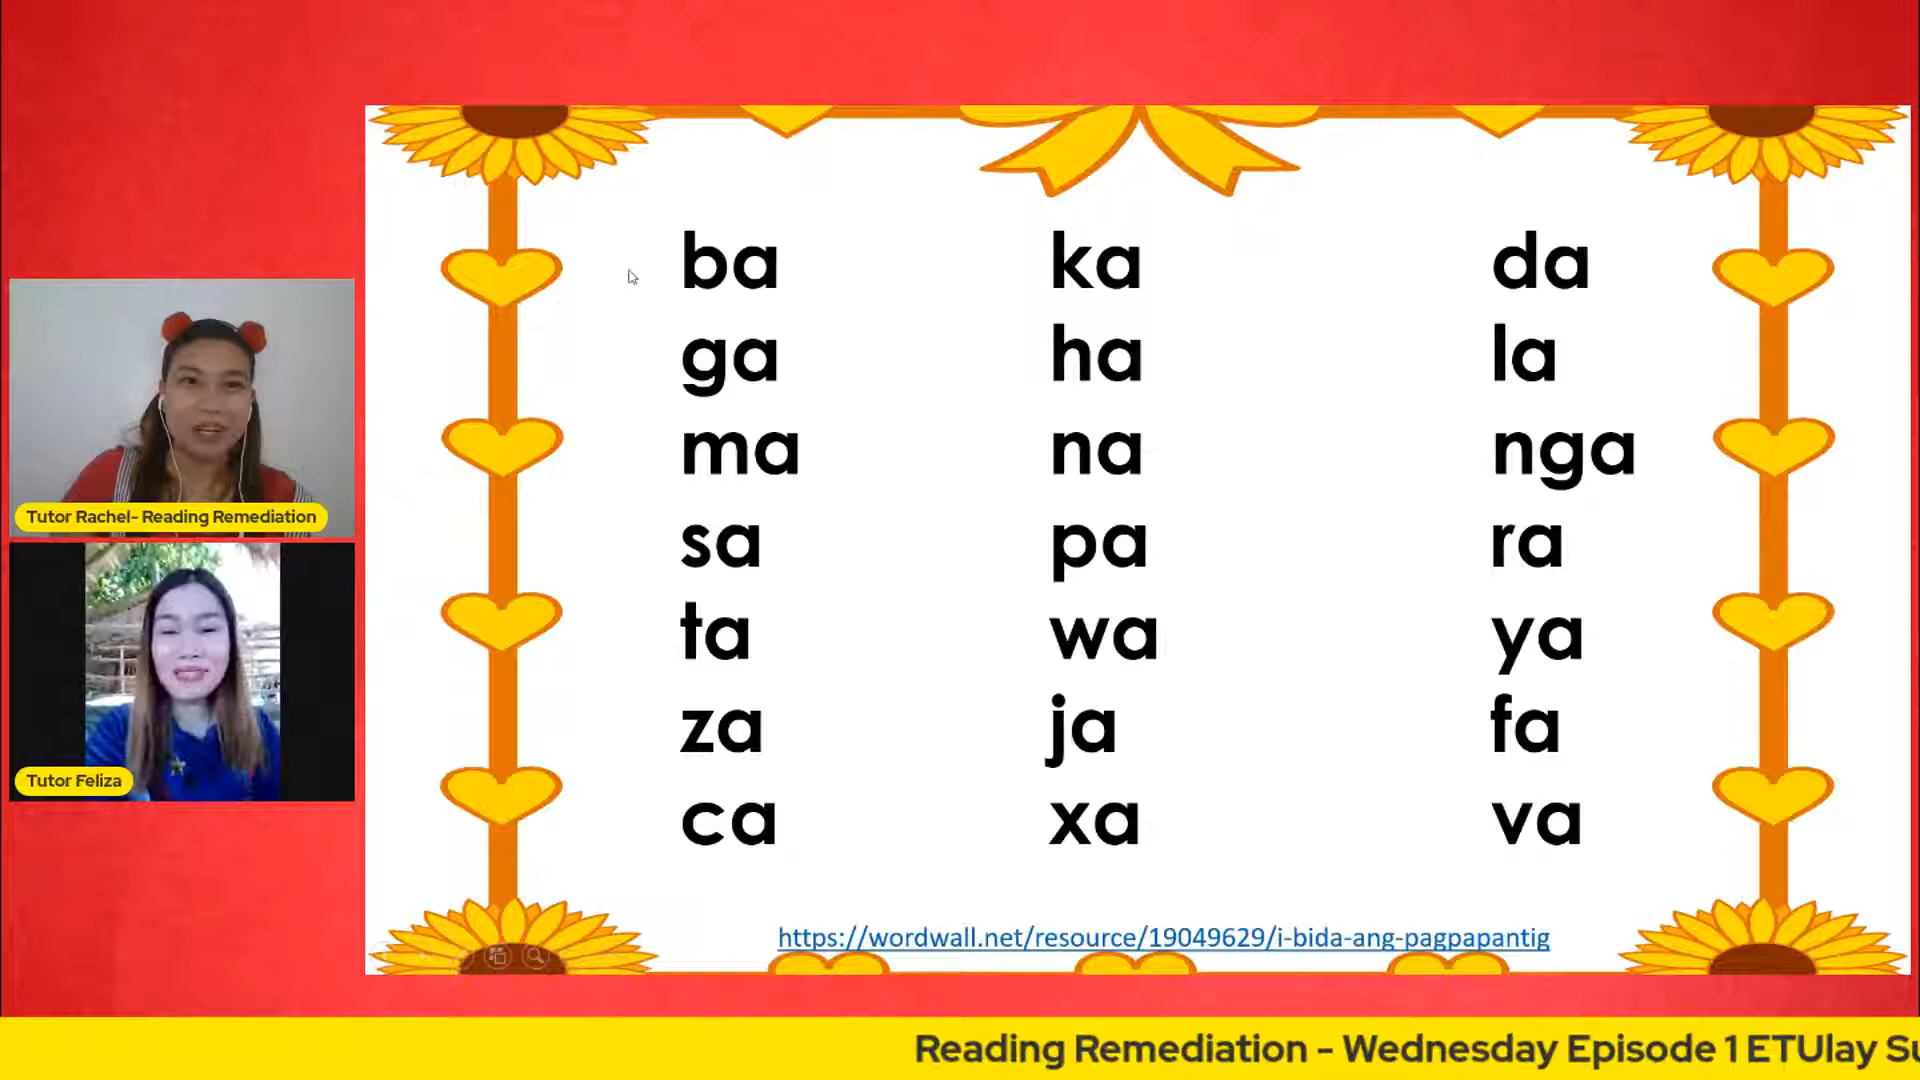 ba ka da
ga ha la
ma na nga
sa pa ra
ta wa ya
za ja fa
ca xa va
https://wordwall.net/resource/19049629/i-bida-ang-pagpapantig
Tutor Rachel- Reading Remediation
Tutor Feliza
Reading Remediation - Wednesday Episode 1 ETUlay